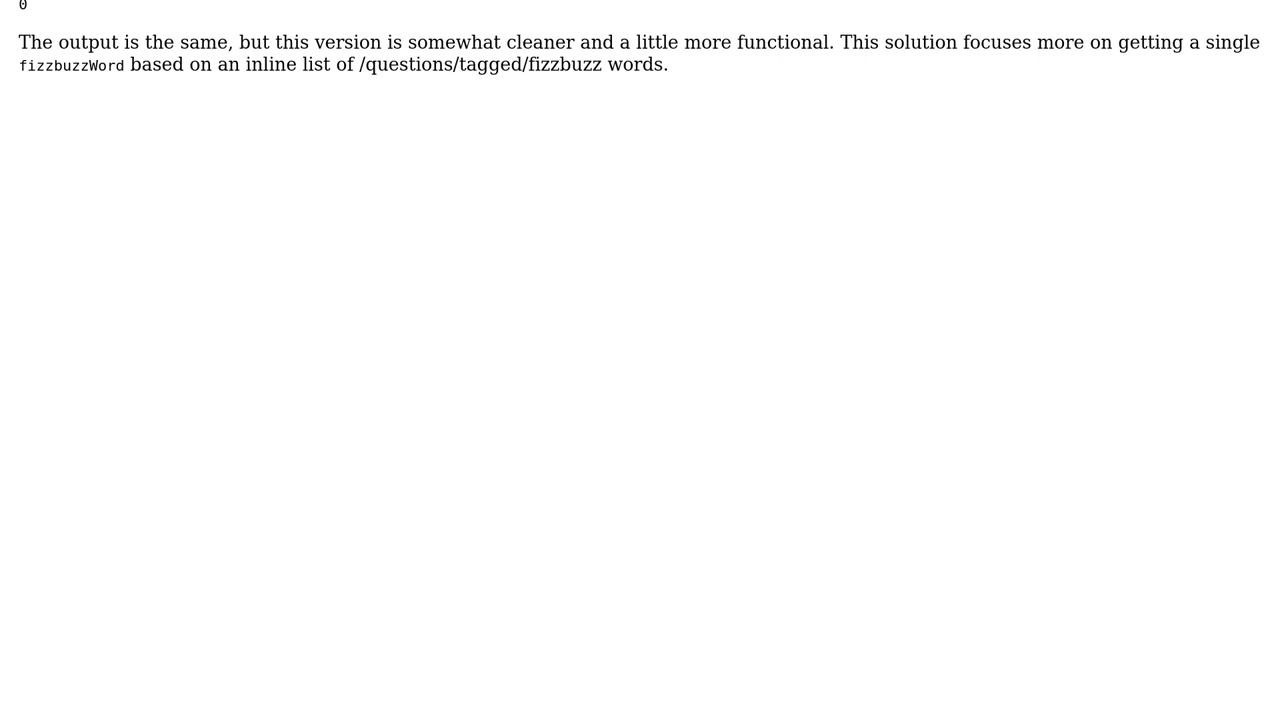 0
The output is the same, but this version is somewhat cleaner and a little more functional. This solution focuses more on getting a single
fizzbuzzWord based on an inline list of /questions/tagged/fizzbuzz words.